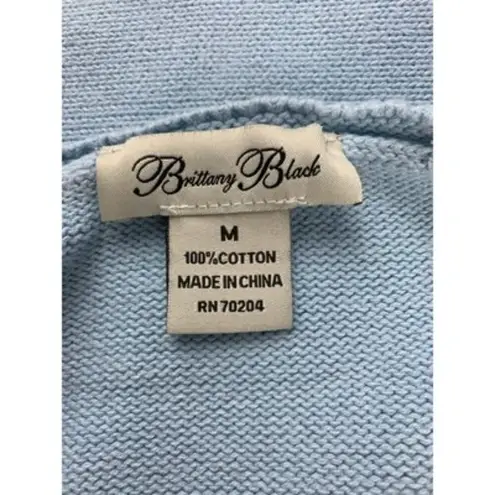 Brittany Black
M
100%COTTON
MADE IN CHINA
RN 70204